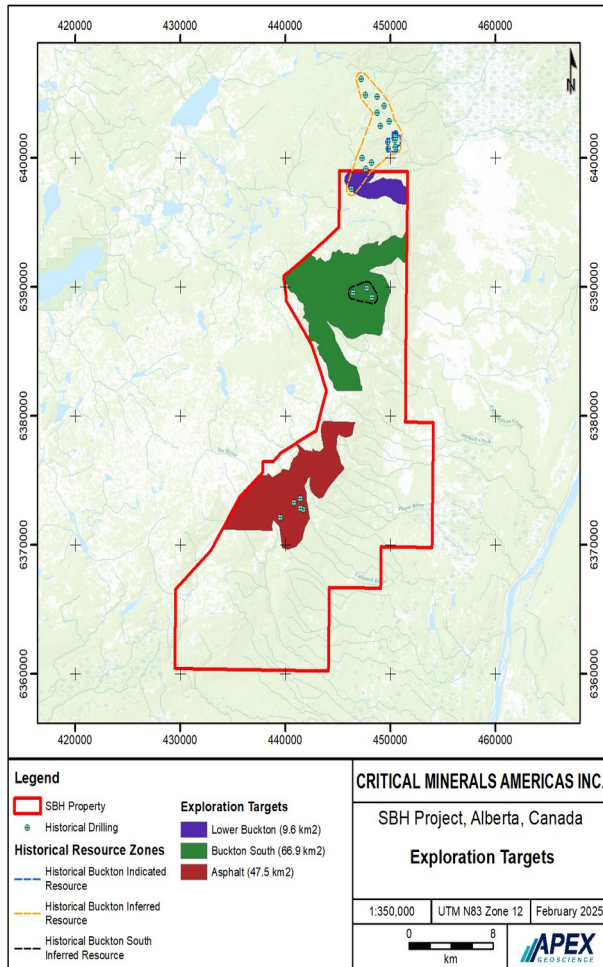 420000 430000 440000 450000 460000
6400000 6400000
N
6390000 6390000
6380000 6380000
6370000 6370000
6360000 6360000
420000 430000 440000 450000 460000
Legend
SBH Property
Historical Drilling
Historical Resource Zones
Historical Buckton Indicated
Resource
Historical Buckton Inferred
Resource
Historical Buckton South
Inferred Resource
Exploration Targets
Lower Buckton (9.6 km2)
Buckton South (66.9 km2)
Asphalt (47.5 km2)
CRITICAL MINERALS AMERICAS INC.
SBH Project, Alberta, Canada
Exploration Targets
1:350,000 UTM N83 Zone 12 February 2025
0 8
km
APEX
GEOSCIENCE